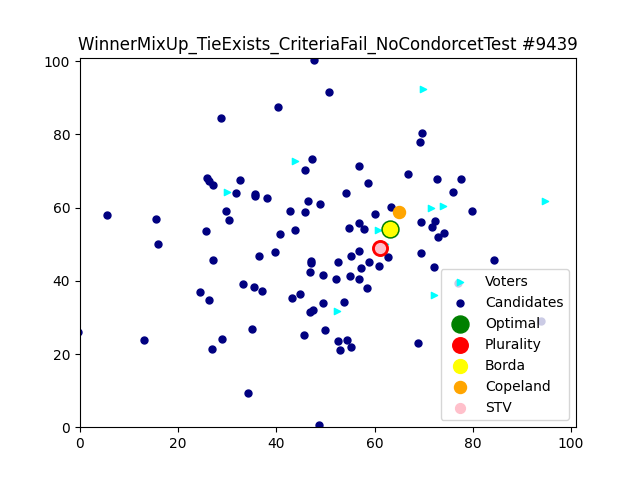 WinnerMixUp_TieExists_CriteriaFail_NoCondorcetTest #9439
100
80
60
40
20
0
0
20
40
60
80
100
Voters
Candidates
Optimal
Plurality
Borda
Copeland
STV